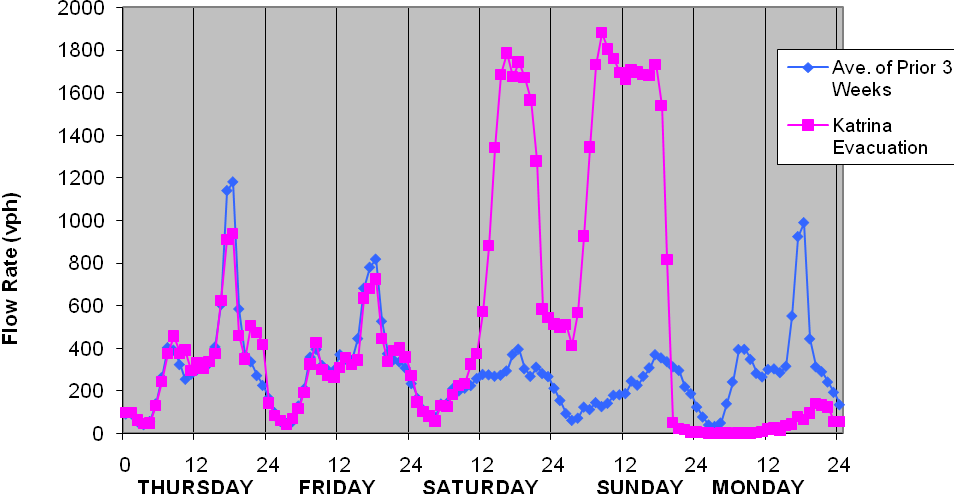 2000
1800
1600
1400
1200
1000
800
600
400
200
0
Flow Rate (vph)
0 12 24 12 24 12 24 12 24 12 24
THURSDAY FRIDAY SATURDAY SUNDAY MONDAY
Ave. of Prior 3
Weeks
Katrina
Evacuation